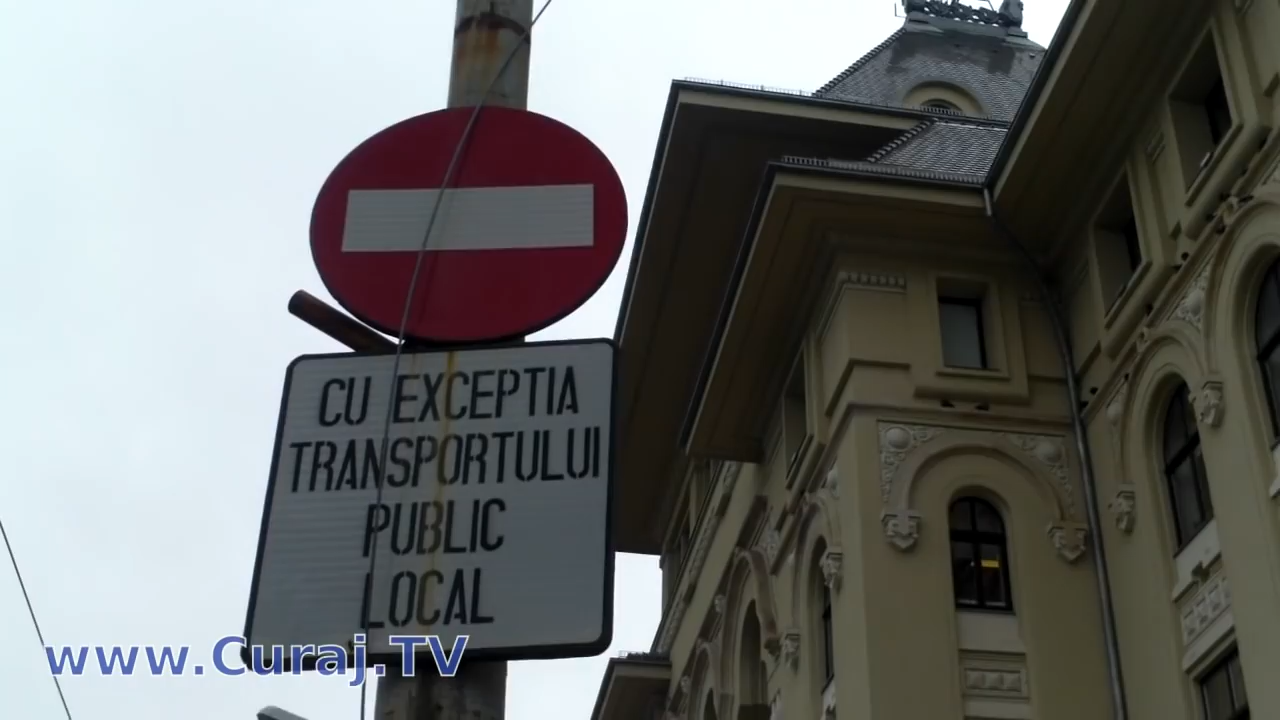 CU EXCEPTIA
TRANSPORTULUI
PUBLIC
LOCAL
www.Curaj.TV